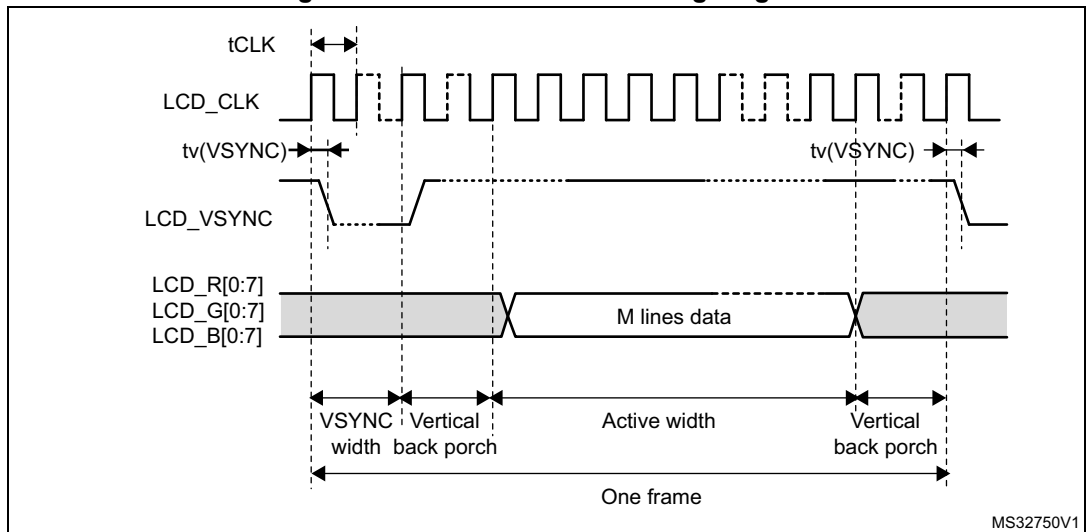 tCLK
LCD_CLK
tv(VSYNC)
tv(VSYNC)
LCD_VSYNC
LCD_R[0:7]
LCD_G[0:7]
LCD_B[0:7]
M lines data
VSYNC width
Vertical back porch
Active width
Vertical back porch
One frame
MS32750V1